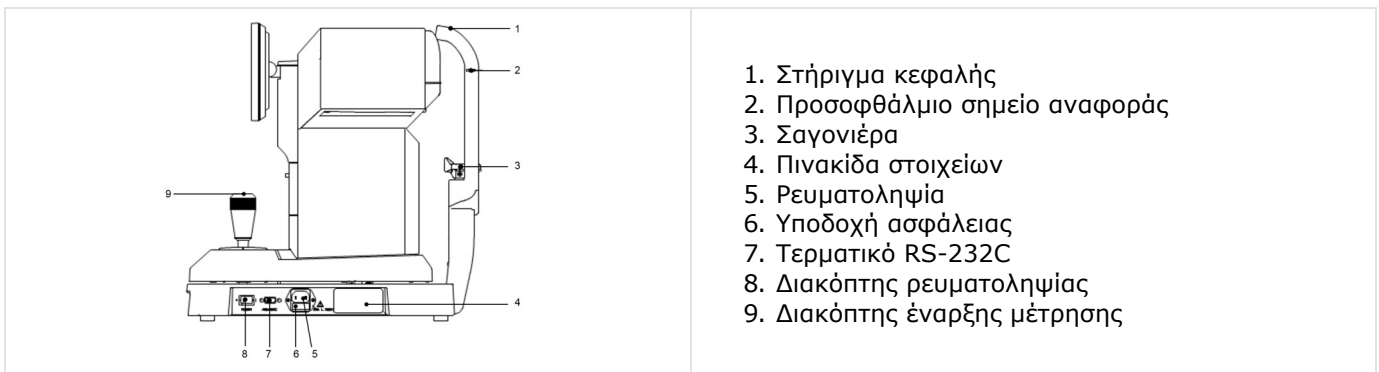 1
2
3
9
4
8 7 6 5
1. Στήριγμα κεφαλής
2. Προσοφθάλμιο σημείο αναφοράς
3. Σαγονιέρα
4. Πινακίδα στοιχείων
5. Ρευματοληψία
6. Υποδοχή ασφάλειας
7. Τερματικό RS-232C
8. Διακόπτης ρευματοληψίας
9. Διακόπτης έναρξης μέτρησης